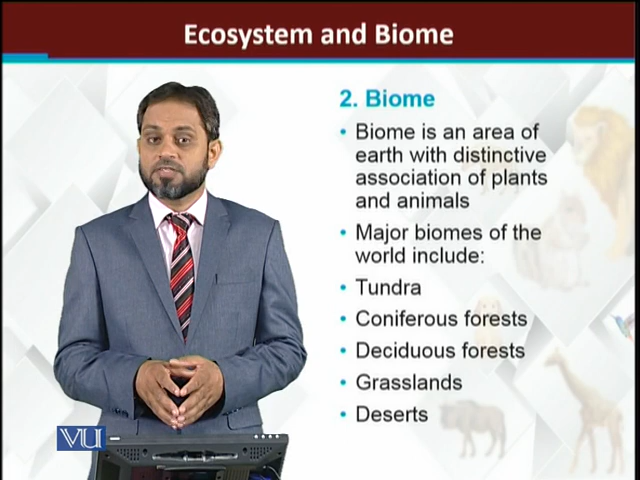 Ecosystem and Biome
2. Biome
• Biome is an area of
earth with distinctive
association of plants
and animals
• Major biomes of the
world include:
• Tundra
• Coniferous forests
• Deciduous forests
• Grasslands
• Deserts
VU